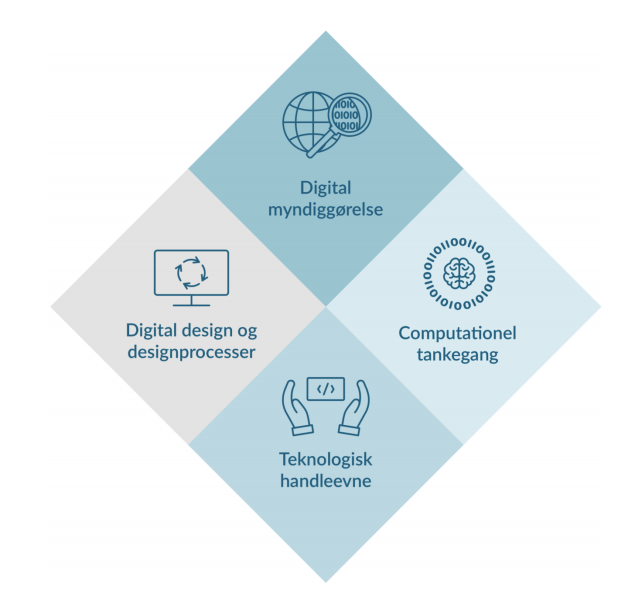 Digital
myndiggørelse
Digital design og
designprocesser
Computationel
tankegang
</>
Teknologisk
handleevne